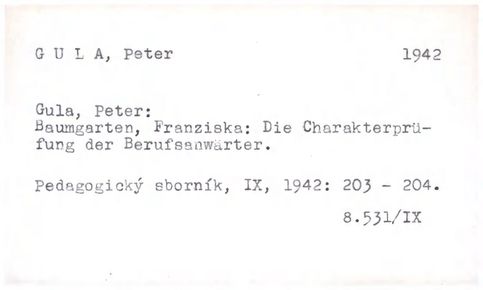 G U L A, Peter 1942
Gula, Peter:
Baumgarten, Franziska: Die Charakterprü-
fung der Berufsanwärter.
Pedagogický sborník, IX, 1942: 203 - 204.
8.531/IX